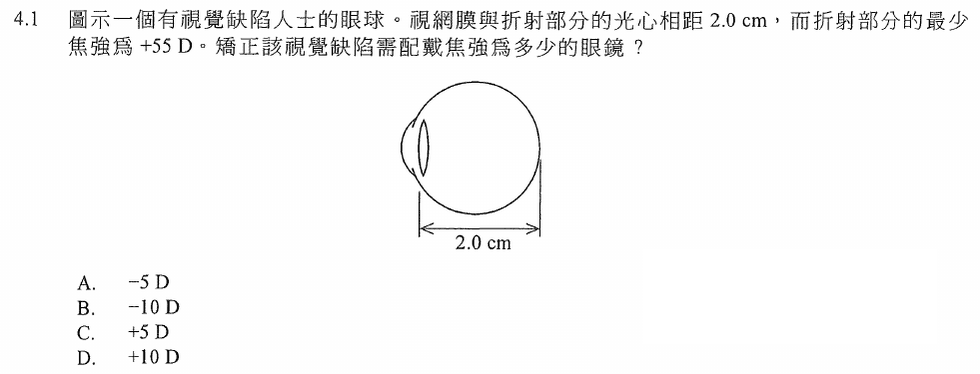 4.1 圖示一個有視覺缺陷人士的眼球。視網膜與折射部分的光心相距 2.0 cm,而折射部分的最少
焦強爲 +55 D。矯正該視覺缺陷需配戴焦強爲多少的眼鏡？
2.0 cm
A. −5 D
B. −10 D
C. +5 D
D. +10 D